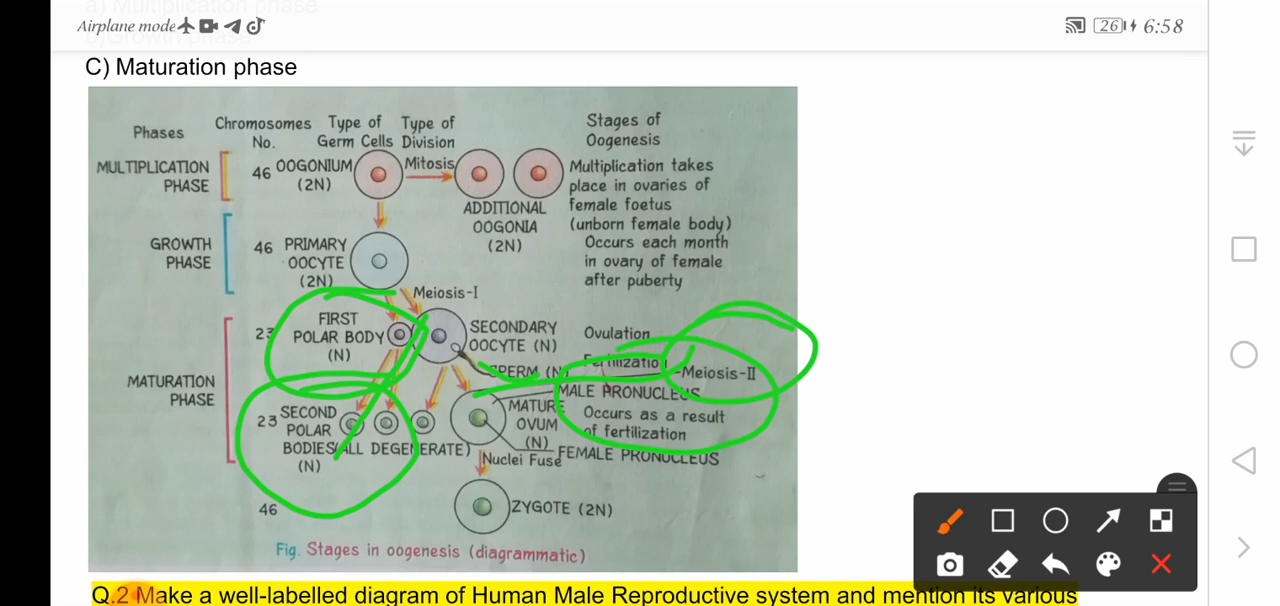 a) Multiplication phase
Airplane mode
26 6:58
b)Growth phase
C) Maturation phase
Phases
Chromosomes No.
Type of Germ Cells
Type of Division
Stages of Oogenesis
MULTIPLICATION PHASE
46
OOGONIUM (2N)
Mitosis
ADDITIONAL OOGONIA (2N)
Multiplication takes
place in ovaries of
female foetus
(unborn female body)
GROWTH PHASE
46
PRIMARY OOCYTE (2N)
Occurs each month
in ovary of female
after puberty
Meiosis-I
MATURATION PHASE
23
FIRST POLAR BODY (N)
SECONDARY OOCYTE (N)
Ovulation
Fertilization
SPERM (N)
Meiosis-II
MALE PRONUCLEUS
23
SECOND POLAR BODIES (ALL DEGENERATE) (N)
MATURE OVUM (N)
Occurs as a result
of fertilization
Nuclei Fuse
FEMALE PRONUCLEUS
46
ZYGOTE (2N)
Fig. Stages in oogenesis (diagrammatic)
Q.2 Make a well-labelled diagram of Human Male Reproductive system and mention its various